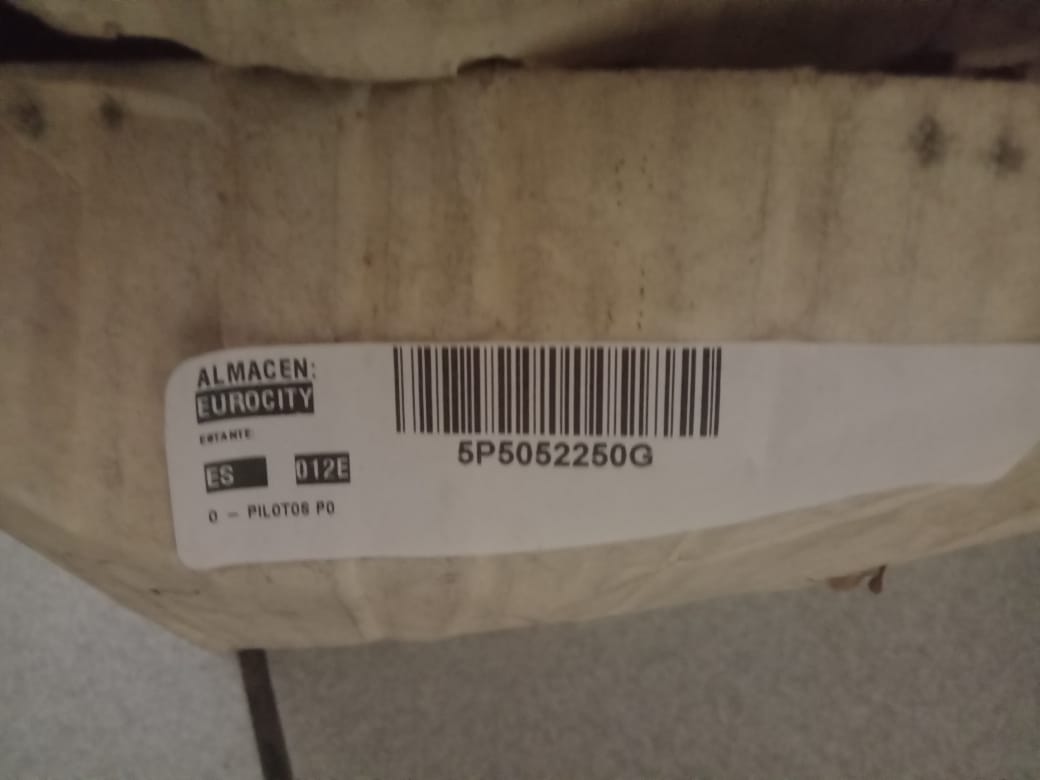 ALMACEN:
EUROCITY
ESTANTE:
ES 012E
0 - PILOTOS PO
5P5052250G